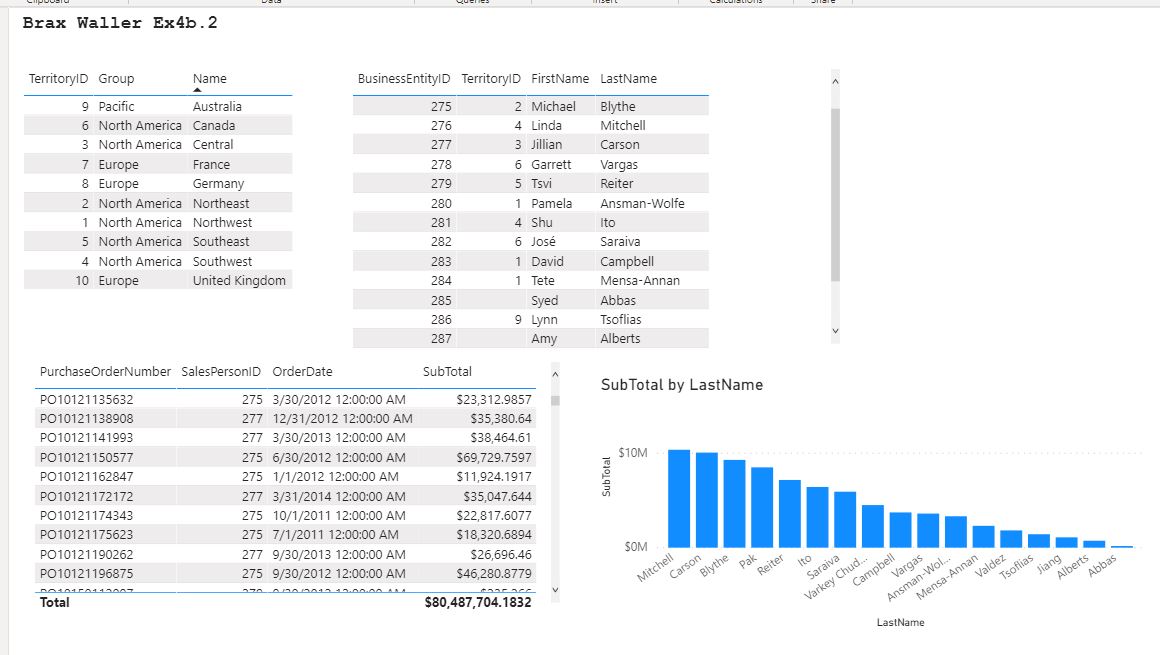 Clipboard Data Queries Insert Calculations Share
Brax Waller Ex4b.2
TerritoryID Group Name
9 Pacific Australia
6 North America Canada
3 North America Central
7 Europe France
8 Europe Germany
2 North America Northeast
1 North America Northwest
5 North America Southeast
4 North America Southwest
10 Europe United Kingdom
BusinessEntityID TerritoryID FirstName LastName
275 2 Michael Blythe
276 4 Linda Mitchell
277 3 Jillian Carson
278 6 Garrett Vargas
279 5 Tsvi Reiter
280 1 Pamela Ansman-Wolfe
281 4 Shu Ito
282 6 José Saraiva
283 1 David Campbell
284 1 Tete Mensa-Annan
285 Syed Abbas
286 9 Lynn Tsoflias
287 Amy Alberts
PurchaseOrderNumber SalesPersonID OrderDate SubTotal
PO10121135632 275 3/30/2012 12:00:00 AM $23,312.9857
PO10121138908 277 12/31/2012 12:00:00 AM $35,380.64
PO10121141993 277 3/30/2013 12:00:00 AM $38,464.61
PO10121150577 275 6/30/2012 12:00:00 AM $69,729.7597
PO10121162847 275 1/1/2012 12:00:00 AM $11,924.1917
PO10121172172 277 3/31/2014 12:00:00 AM $35,047.644
PO10121174343 275 10/1/2011 12:00:00 AM $22,817.6077
PO10121175623 275 7/1/2011 12:00:00 AM $18,320.6894
PO10121190262 277 9/30/2013 12:00:00 AM $26,696.46
PO10121196875 275 9/30/2012 12:00:00 AM $46,280.8779
Total $80,487,704.1832
SubTotal by LastName
$10M
SubTotal
$0M
Mitchell Carson Blythe Pak Reiter Ito Saraiva Varkey Chud... Campbell Vargas Ansman-Wol... Mensa-Annan Valdez Tsoflias Jiang Alberts Abbas
LastName